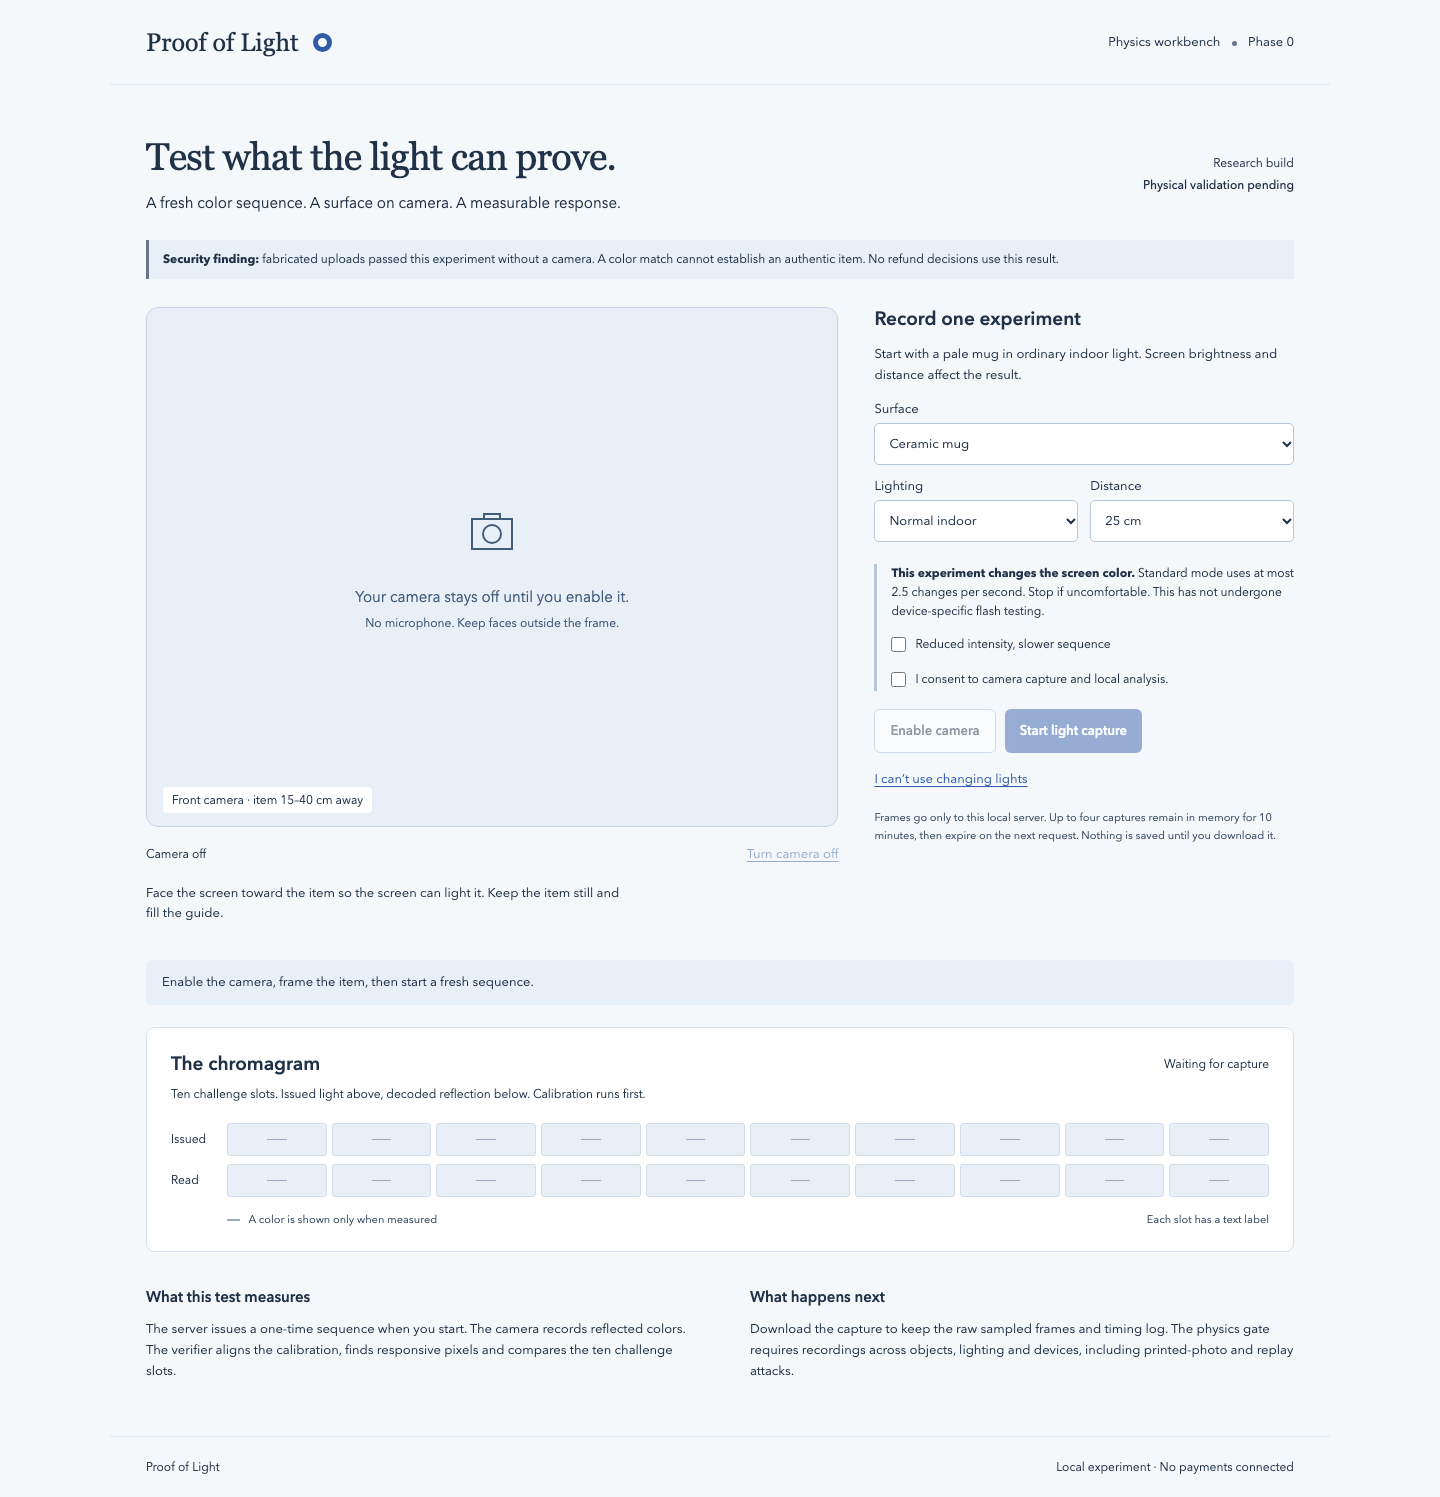 Proof of Light
Physics workbench • Phase 0
Test what the light can prove.
A fresh color sequence. A surface on camera. A measurable response.
Research build
Physical validation pending
Security finding: fabricated uploads passed this experiment without a camera. A color match cannot establish an authentic item. No refund decisions use this result.
Your camera stays off until you enable it.
No microphone. Keep faces outside the frame.
Front camera · item 15–40 cm away
Camera off
Turn camera off
Face the screen toward the item so the screen can light it. Keep the item still and
fill the guide.
Record one experiment
Start with a pale mug in ordinary indoor light. Screen brightness and
distance affect the result.
Surface
Ceramic mug
Lighting
Distance
Normal indoor
25 cm
This experiment changes the screen color. Standard mode uses at most
2.5 changes per second. Stop if uncomfortable. This has not undergone
device-specific flash testing.
Reduced intensity, slower sequence
I consent to camera capture and local analysis.
Enable camera
Start light capture
I can’t use changing lights
Frames go only to this local server. Up to four captures remain in memory for 10
minutes, then expire on the next request. Nothing is saved until you download it.
Enable the camera, frame the item, then start a fresh sequence.
The chromagram
Waiting for capture
Ten challenge slots. Issued light above, decoded reflection below. Calibration runs first.
Issued — — — — — — — — — —
Read — — — — — — — — — —
— A color is shown only when measured
Each slot has a text label
What this test measures
The server issues a one-time sequence when you start. The camera records reflected colors.
The verifier aligns the calibration, finds responsive pixels and compares the ten challenge
slots.
What happens next
Download the capture to keep the raw sampled frames and timing log. The physics gate
requires recordings across objects, lighting and devices, including printed-photo and replay
attacks.
Proof of Light
Local experiment · No payments connected